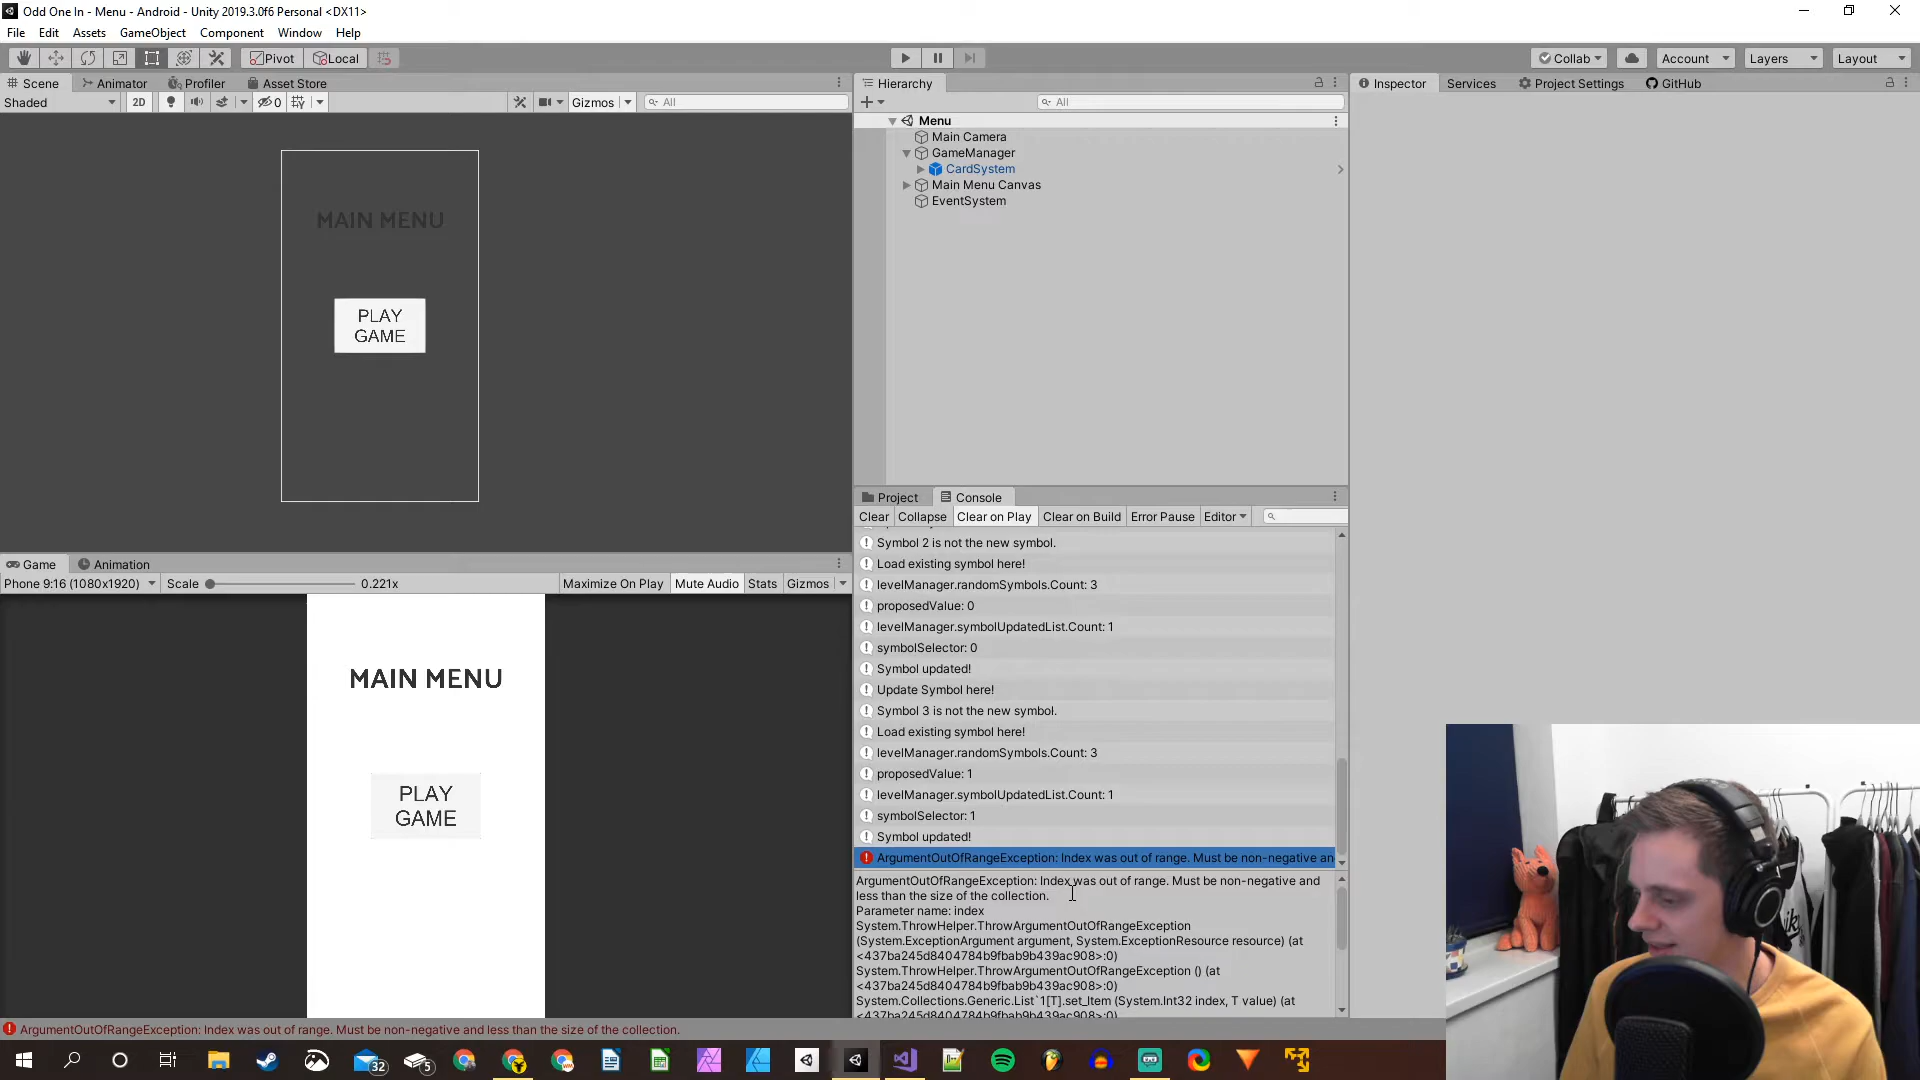 Odd One In - Menu - Android - Unity 2019.3.0f6 Personal <DX11>
File Edit Assets GameObject Component Window Help
Pivot Local Collab Account Layers Layout
Scene Animator Profiler Asset Store
Shaded 2D 0 Gizmos All
MAIN MENU
PLAY
GAME
Hierarchy
All
Menu
Main Camera
GameManager
CardSystem
Main Menu Canvas
EventSystem
Inspector Services Project Settings GitHub
Game Animation
Phone 9:16 (1080x1920) Scale 0.221x Maximize On Play Mute Audio Stats Gizmos
MAIN MENU
PLAY
GAME
Project Console
Clear Collapse Clear on Play Clear on Build Error Pause Editor
Symbol 2 is not the new symbol.
Load existing symbol here!
levelManager.randomSymbols.Count: 3
proposedValue: 0
levelManager.symbolUpdatedList.Count: 1
symbolSelector: 0
Symbol updated!
Update Symbol here!
Symbol 3 is not the new symbol.
Load existing symbol here!
levelManager.randomSymbols.Count: 3
proposedValue: 1
levelManager.symbolUpdatedList.Count: 1
symbolSelector: 1
Symbol updated!
ArgumentOutOfRangeException: Index was out of range. Must be non-negative an
ArgumentOutOfRangeException: Index was out of range. Must be non-negative and
less than the size of the collection.
Parameter name: index
System.ThrowHelper.ThrowArgumentOutOfRangeException
(System.ExceptionArgument argument, System.ExceptionResource resource) (at
<437ba245d8404784b9fbab9b439ac908>:0)
System.ThrowHelper.ThrowArgumentOutOfRangeException () (at
<437ba245d8404784b9fbab9b439ac908>:0)
System.Collections.Generic.List`1[T].set_Item (System.Int32 index, T value) (at
<437ba245d8404784b9fbab9b439ac908>:0)
ArgumentOutOfRangeException: Index was out of range. Must be non-negative and less than the size of the collection.
32 5